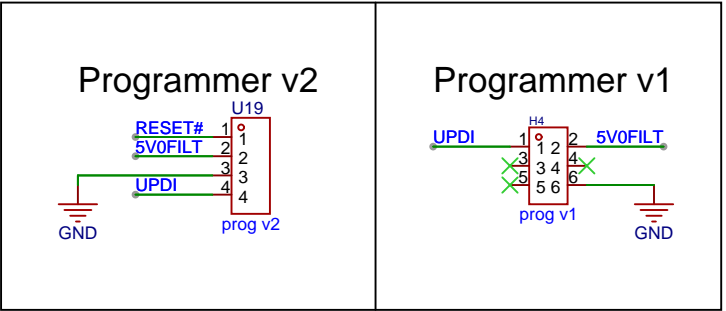 Programmer v2
U19
RESET# 1 1
5V0FILT 2 2
3 3
UPDI 4 4
GND
prog v2
Programmer v1
H4
UPDI 1 1 2 2 5V0FILT
3 3 4 4
5 5 6 6
prog v1
GND